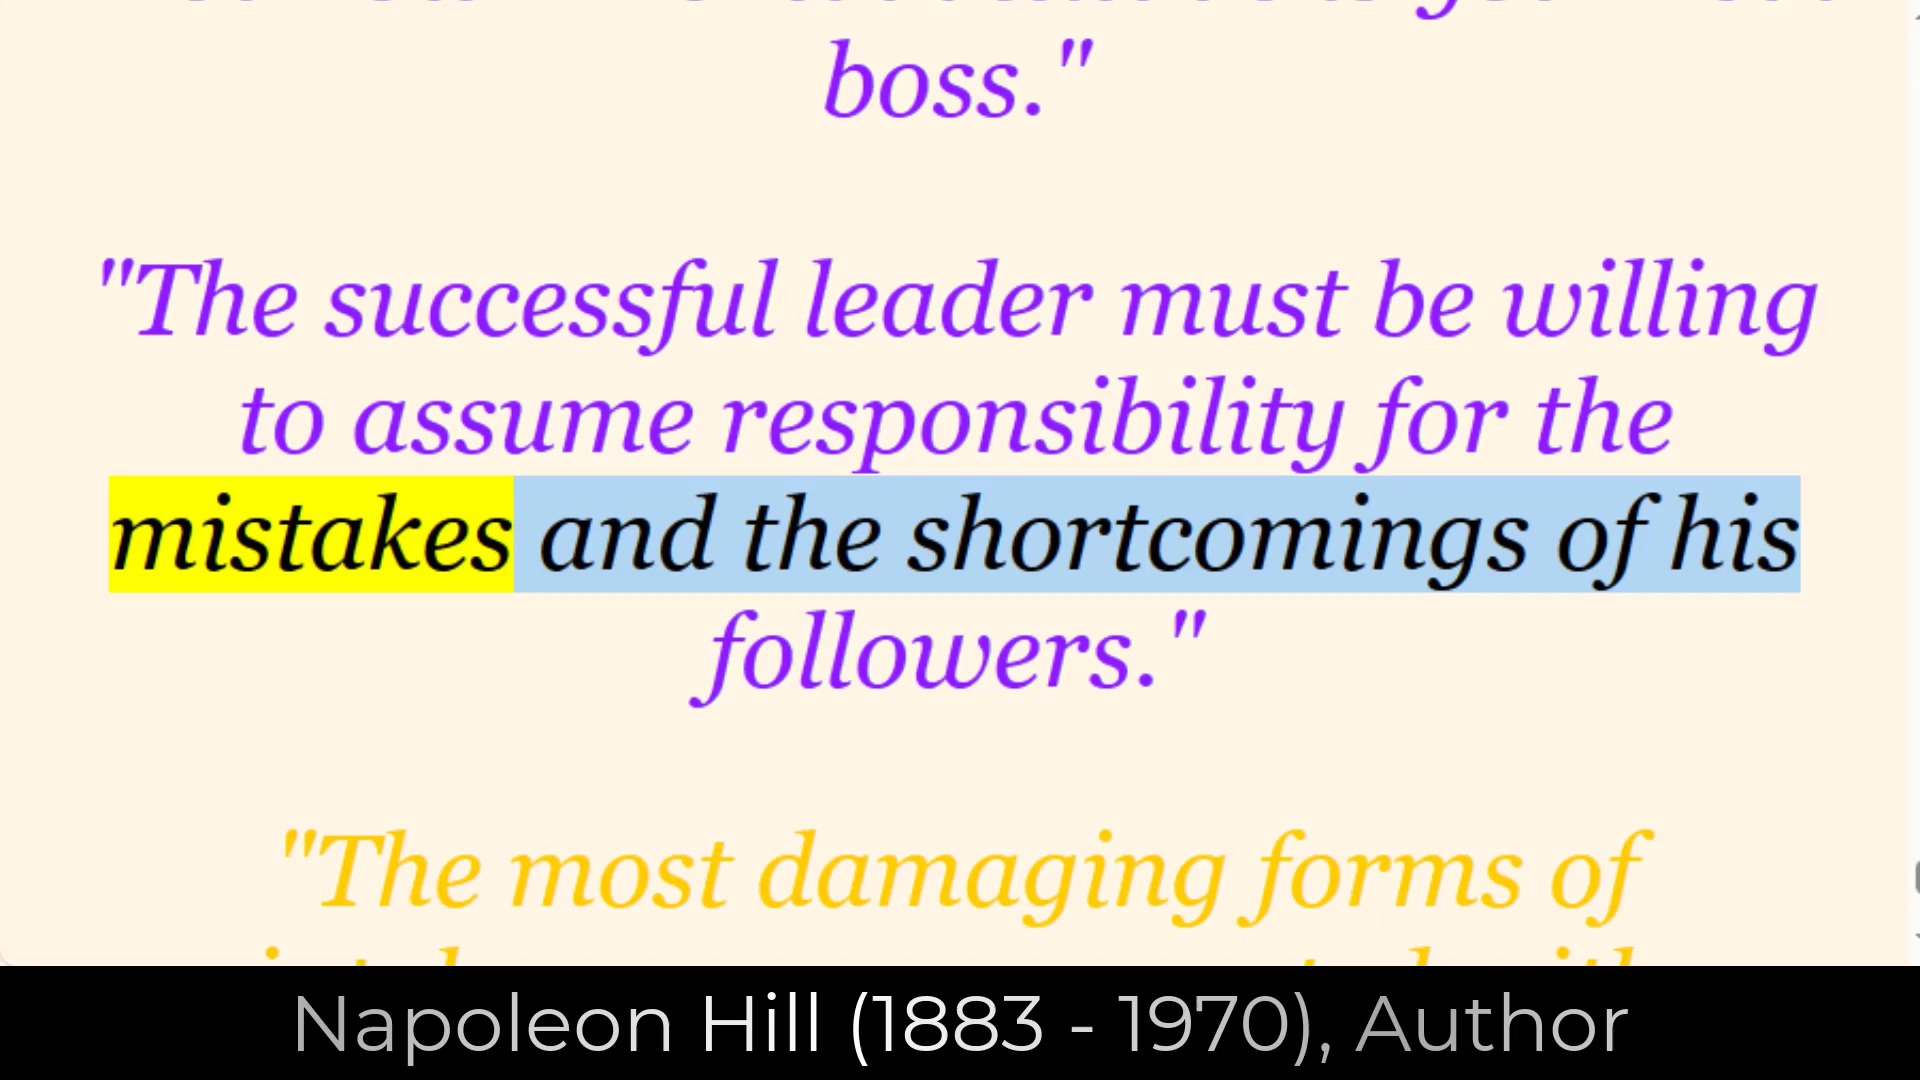 boss."
"The successful leader must be willing
to assume responsibility for the
mistakes and the shortcomings of his
followers."
"The most damaging forms of
Napoleon Hill (1883 - 1970), Author